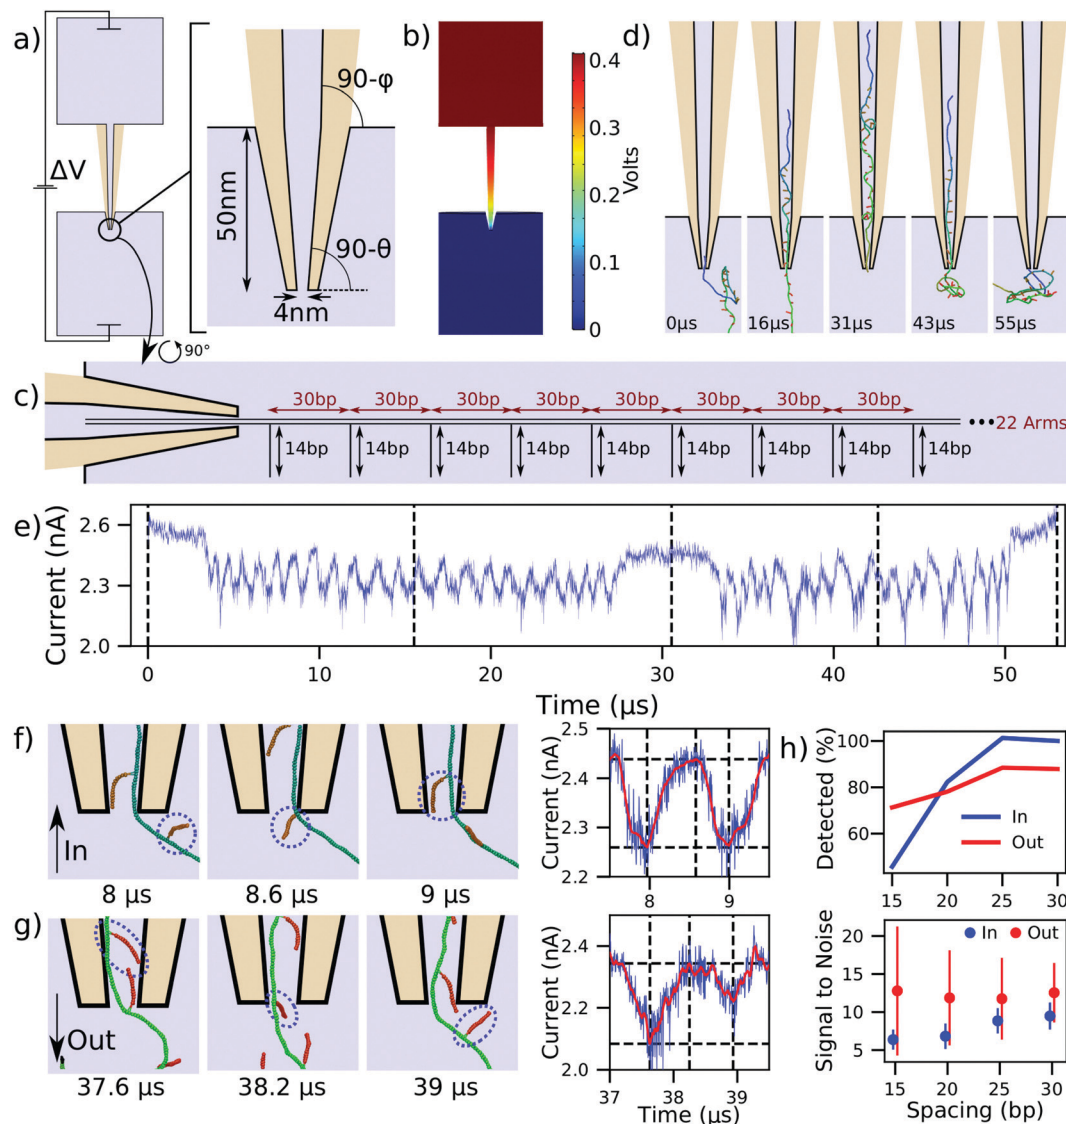 a)
ΔV
90°
50nm
4nm
90-φ
90-θ
b)
0.4
0.3
0.2
0.1
0
Volts
d)
0μs
16μs
31μs
43μs
55μs
c)
30bp 30bp 30bp 30bp 30bp 30bp 30bp 30bp
•••22 Arms
14bp 14bp 14bp 14bp 14bp 14bp 14bp 14bp 14bp
e)
Current (nA)
2.6
2.3
2.0
0 10 20 30 40 50
Time (μs)
f)
In
8 μs 8.6 μs 9 μs
Current (nA)
2.5
2.4
2.3
2.2
8 9
g)
Out
37.6 μs 38.2 μs 39 μs
Current (nA)
2.4
2.2
2.0
37 38 39
Time (μs)
h)
Detected (%)
100
80
60
In
Out
15 20 25 30
Signal to Noise
In Out
20
15
10
5
15 20 25 30
Spacing (bp)